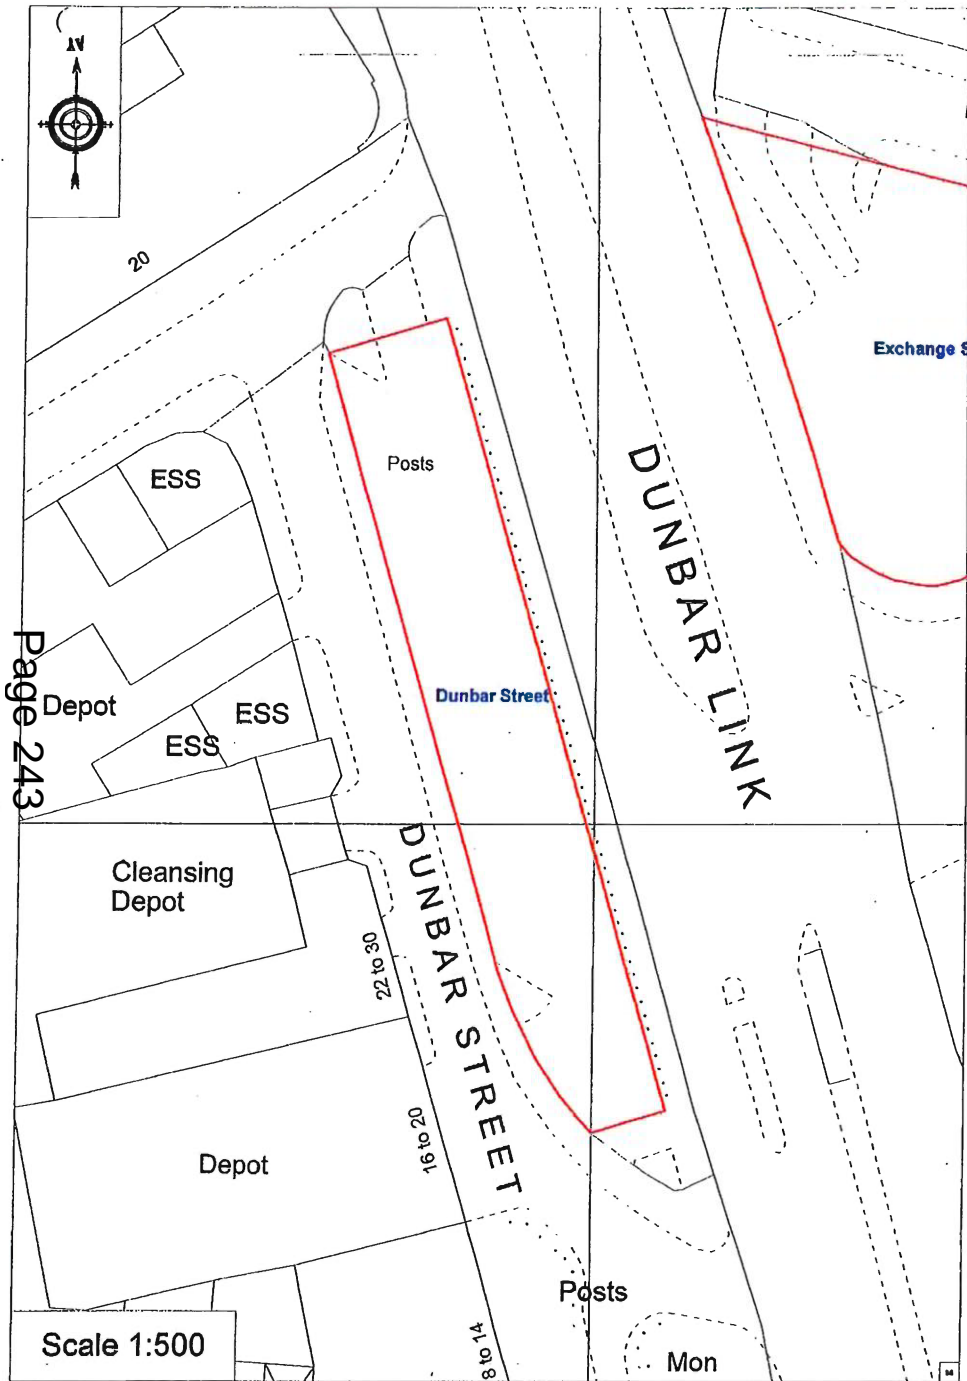 N
20
Exchange S
ESS
Posts
DUNBAR LINK
Page 243
Depot
ESS
ESS
Dunbar Street
Cleansing
Depot
DUNBAR STREET
22 to 30
16 to 20
Depot
Posts
8 to 14
Scale 1:500
Mon